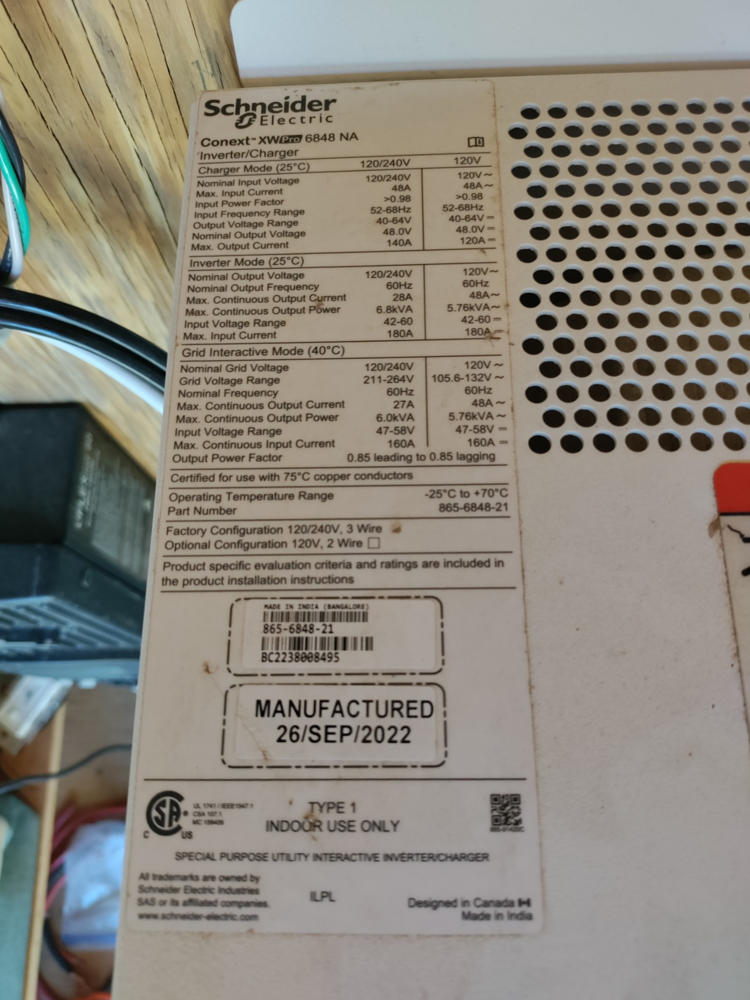 Schneider
Electric
Conext™ XW Pro 6848 NA
Inverter/Charger
Charger Mode (25°C) 120/240V 120V
Nominal Input Voltage 120/240V 120V~
Max. Input Current 48A 48A~
Input Power Factor >0.98 >0.98
Input Frequency Range 52-68Hz 52-68Hz
Output Voltage Range 40-64V 40-64V⎓
Nominal Output Voltage 48.0V 48.0V⎓
Max. Output Current 140A 120A⎓
Inverter Mode (25°C)
Nominal Output Voltage 120/240V 120V~
Nominal Output Frequency 60Hz 60Hz
Max. Continuous Output Current 28A 48A~
Max. Continuous Output Power 6.8kVA 5.76kVA~
Input Voltage Range 42-60 42-60⎓
Max. Input Current 180A 180A⎓
Grid Interactive Mode (40°C)
Nominal Grid Voltage 120/240V 120V ~
Grid Voltage Range 211-264V 105.6-132V ~
Nominal Frequency 60Hz 60Hz
Max. Continuous Output Current 27A 48A ~
Max. Continuous Output Power 6.0kVA 5.76kVA ~
Input Voltage Range 47-58V 47-58V ⎓
Max. Continuous Input Current 160A 160A ⎓
Output Power Factor 0.85 leading to 0.85 lagging
Certified for use with 75°C copper conductors
Operating Temperature Range -25°C to +70°C
Part Number 865-6848-21
Factory Configuration 120/240V, 3 Wire
Optional Configuration 120V, 2 Wire ☐
Product specific evaluation criteria and ratings are included in
the product installation instructions
MADE IN INDIA (BANGALORE)
865-6848-21
BC2238008495
MANUFACTURED
26/SEP/2022
CSA ®
C US
UL 1741 / IEEE1547.1
CSA 107.1
MC 159409
TYPE 1
INDOOR USE ONLY
SPECIAL PURPOSE UTILITY INTERACTIVE INVERTER/CHARGER
All trademarks are owned by
Schneider Electric Industries
SAS or its affiliated companies.
www.schneider-electric.com
ILPL
Designed in Canada
Made in India